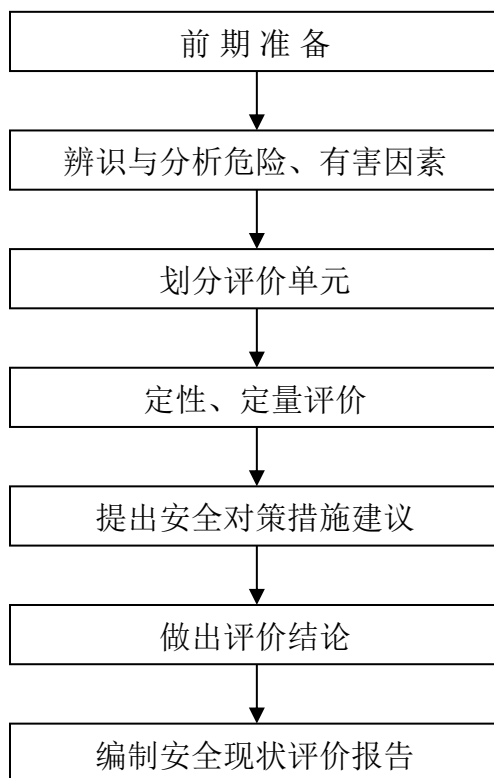 前期准备
辨识与分析危险、有害因素
划分评价单元
定性、定量评价
提出安全对策措施建议
做出评价结论
编制安全现状评价报告